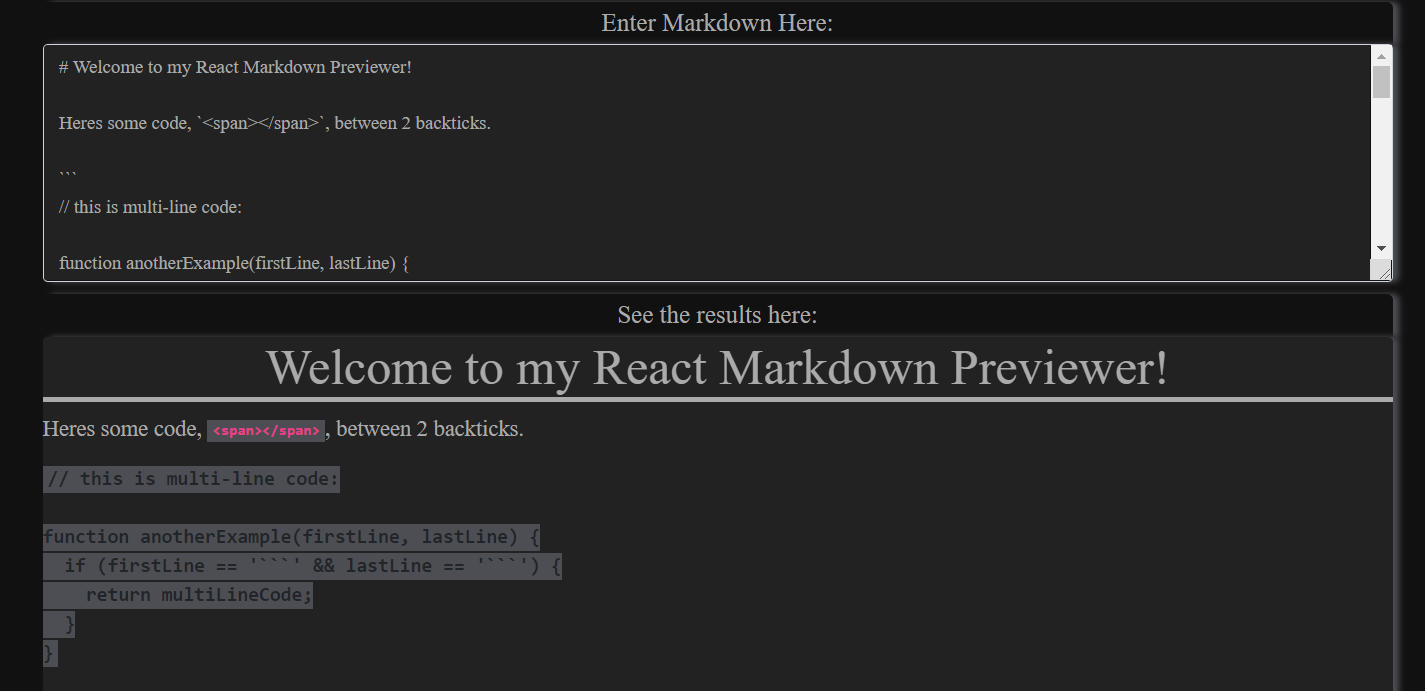 Enter Markdown Here:
# Welcome to my React Markdown Previewer!
Heres some code, `<span></span>`, between 2 backticks.
```
// this is multi-line code:
function anotherExample(firstLine, lastLine) {
See the results here:
Welcome to my React Markdown Previewer!
Heres some code, <span></span>, between 2 backticks.
// this is multi-line code:
function anotherExample(firstLine, lastLine) {
  if (firstLine == '```' && lastLine == '```') {
    return multiLineCode;
  }
}